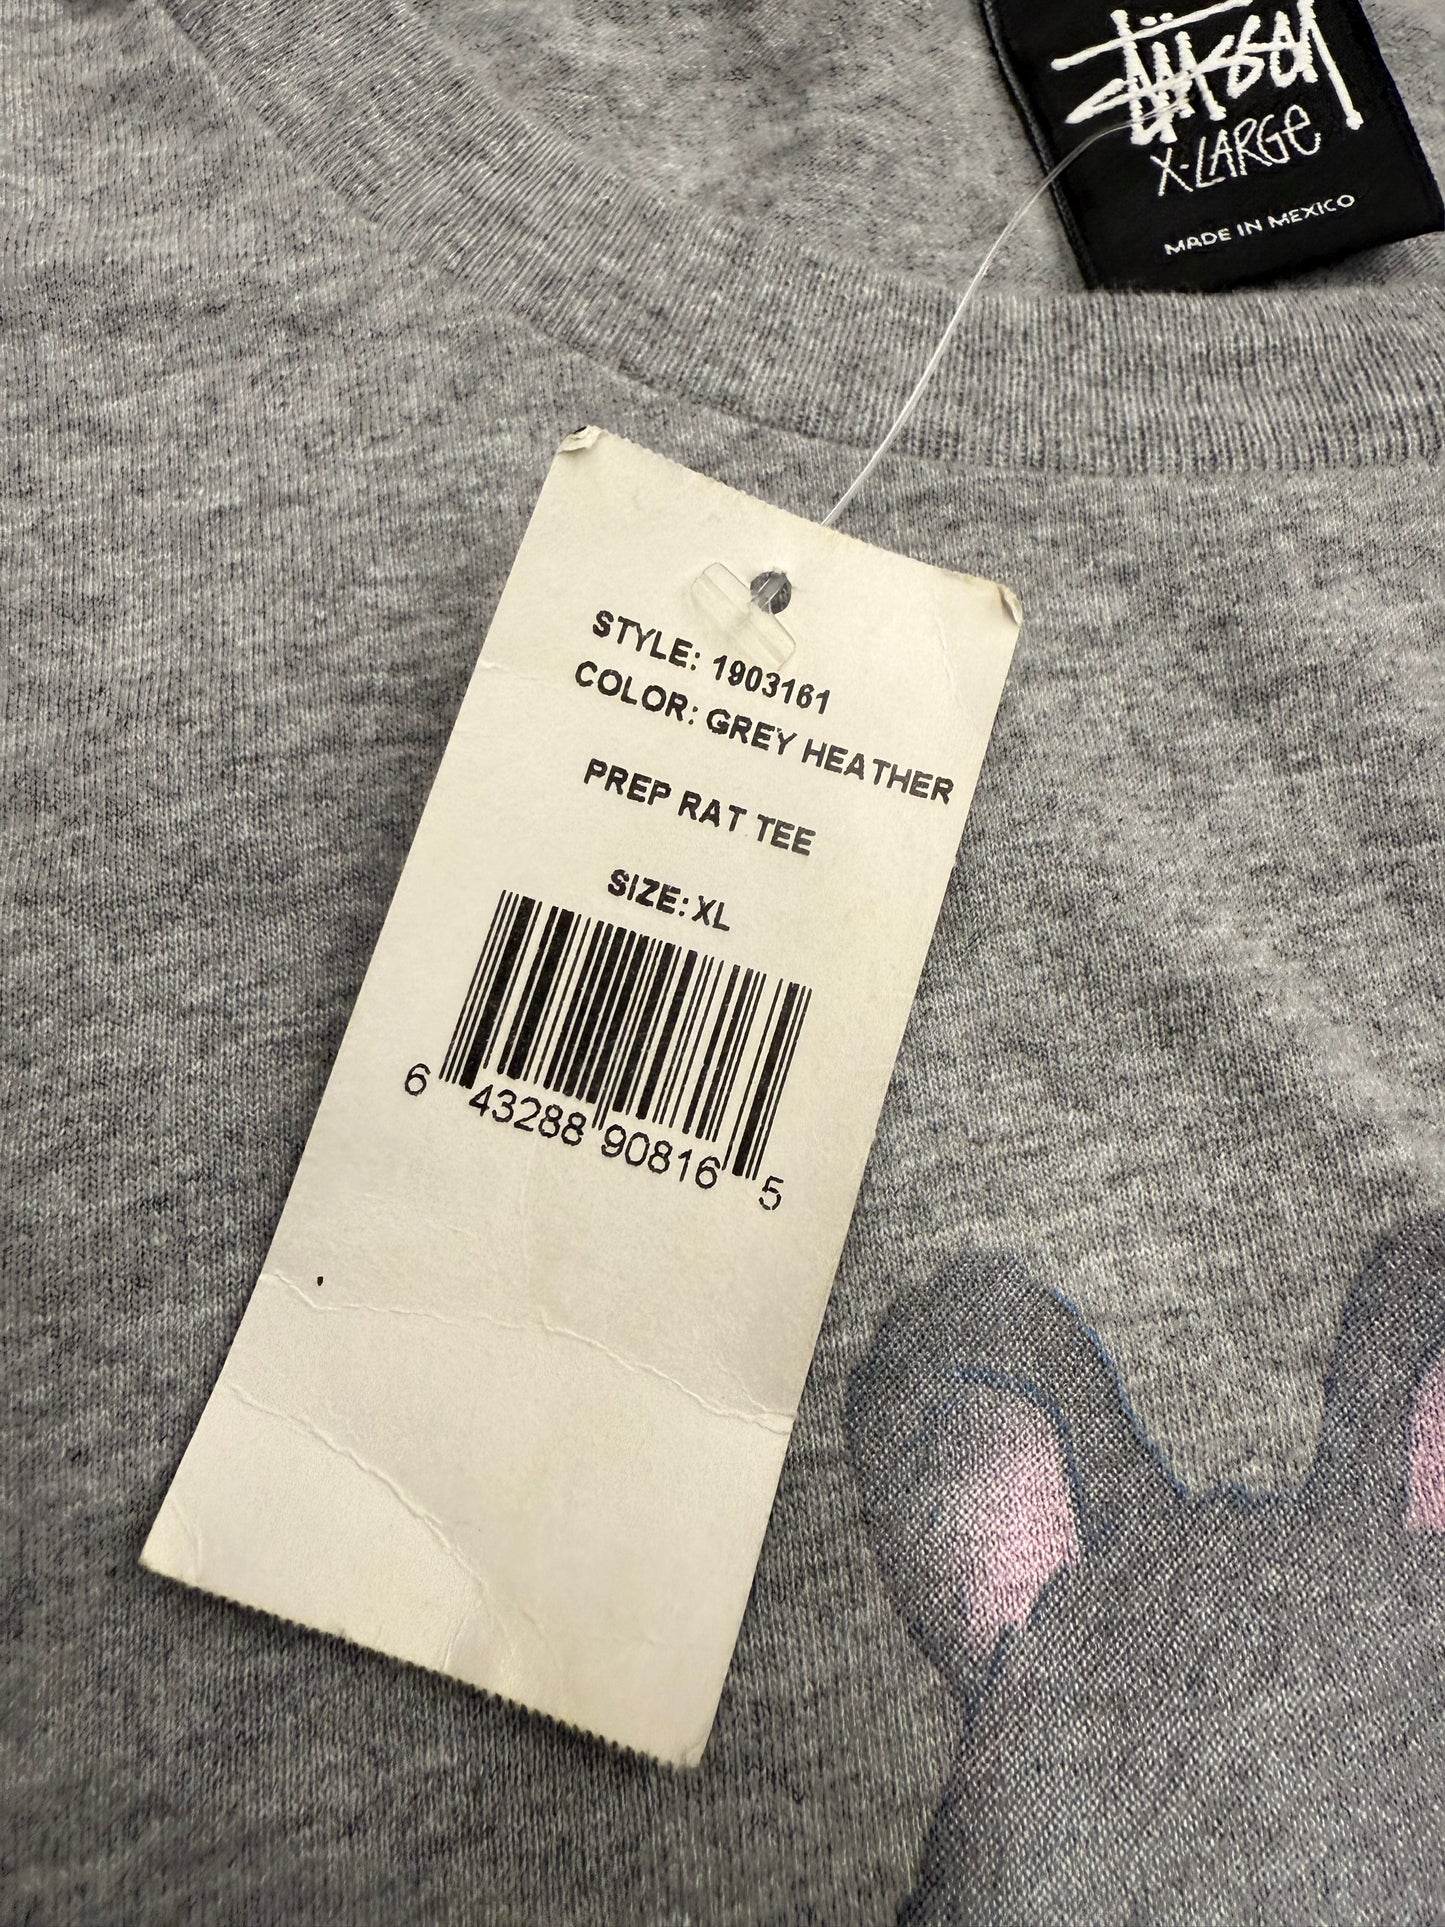 Stüssy
X-LARGE
MADE IN MEXICO
STYLE: 1903161
COLOR: GREY HEATHER
PREP RAT TEE
SIZE: XL
6 43288 90816 5